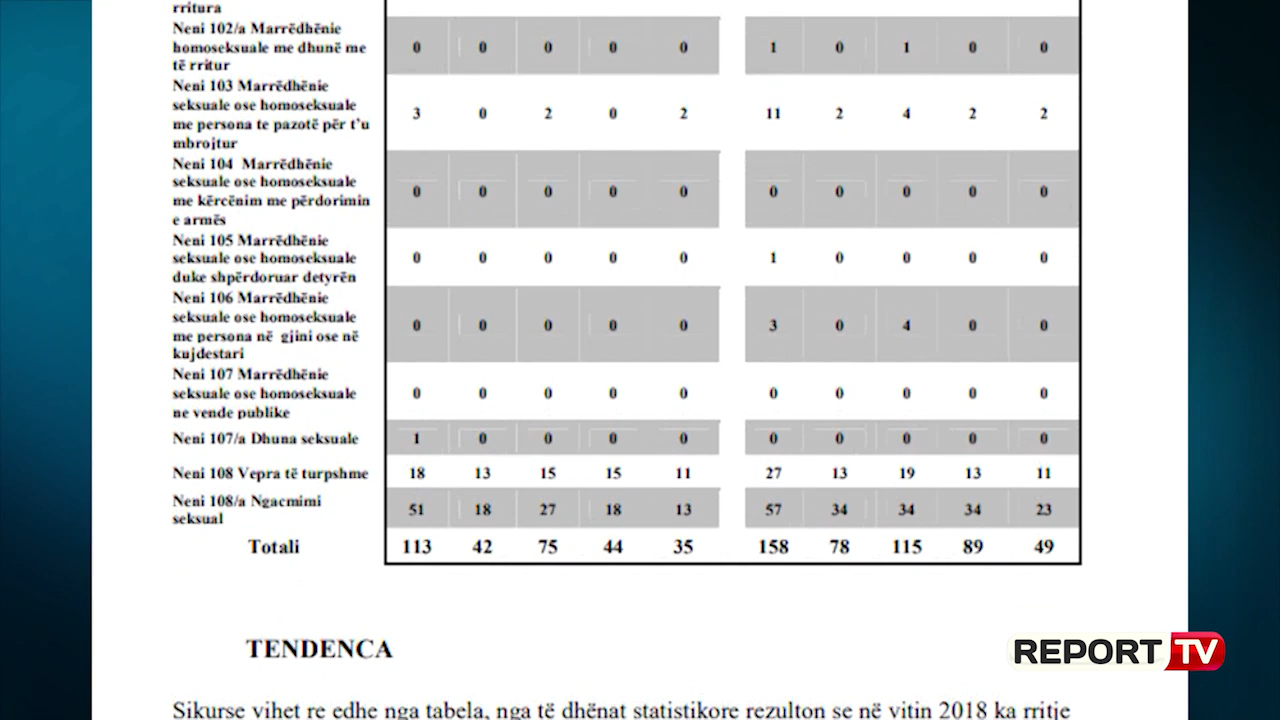 rritura
Neni 102/a Marrëdhënie
homoseksuale me dhunë me
të rritur
0 0 0 0 0 1 0 1 0 0
Neni 103 Marrëdhënie
seksuale ose homoseksuale
me persona te pazotë për t'u
mbrojtur
3 0 2 0 2 11 2 4 2 2
Neni 104 Marrëdhënie
seksuale ose homoseksuale
me kërcënim me përdorimin
e armës
0 0 0 0 0 0 0 0 0 0
Neni 105 Marrëdhënie
seksuale ose homoseksuale
duke shpërdoruar detyrën
0 0 0 0 0 1 0 0 0 0
Neni 106 Marrëdhënie
seksuale ose homoseksuale
me persona në gjini ose në
kujdestari
0 0 0 0 0 3 0 4 0 0
Neni 107 Marrëdhënie
seksuale ose homoseksuale
ne vende publike
0 0 0 0 0 0 0 0 0 0
Neni 107/a Dhuna seksuale 1 0 0 0 0 0 0 0 0 0
Neni 108 Vepra të turpshme 18 13 15 15 11 27 13 19 13 11
Neni 108/a Ngacmimi
seksual
51 18 27 18 13 57 34 34 34 23
Totali 113 42 75 44 35 158 78 115 89 49
TENDENCA
REPORT TV
Sikurse vihet re edhe nga tabela, nga të dhënat statistikore rezulton se në vitin 2018 ka rritje